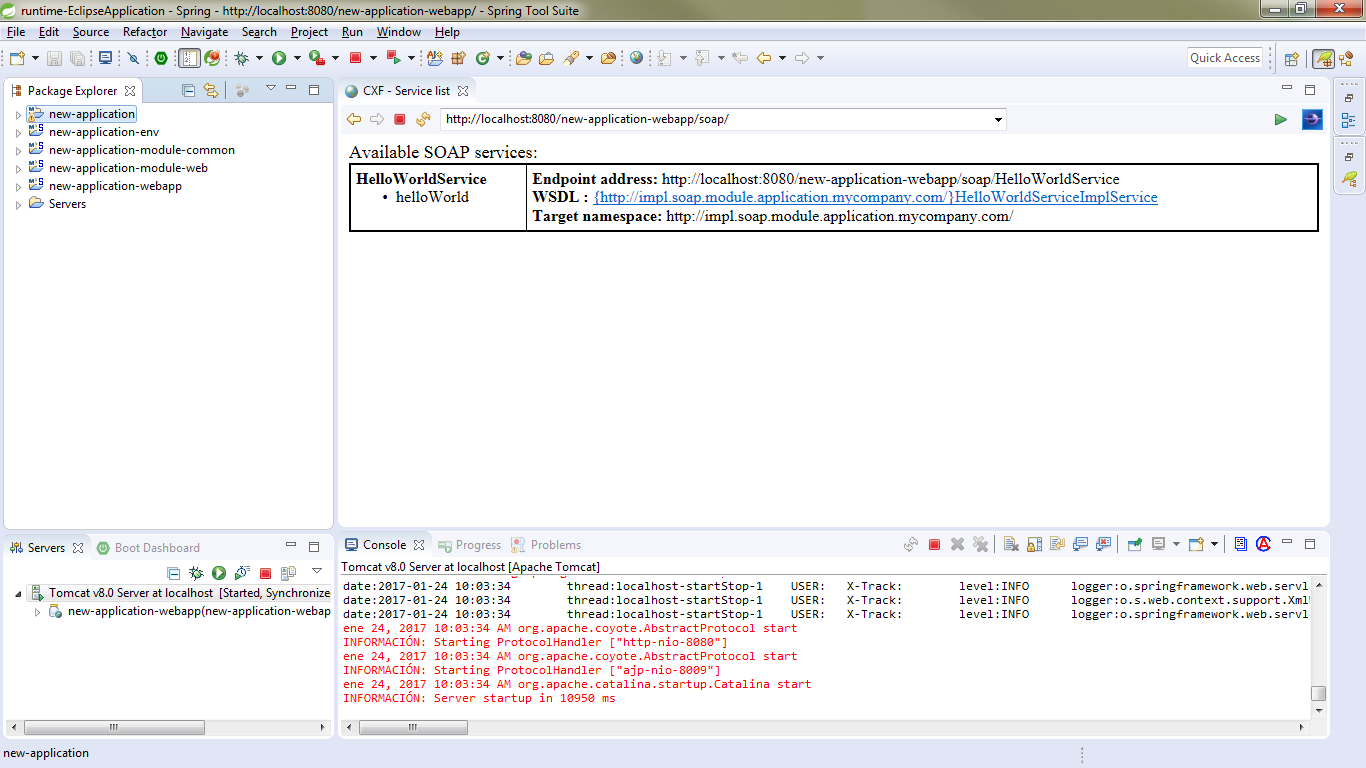 runtime-EclipseApplication - Spring - http://localhost:8080/new-application-webapp/ - Spring Tool Suite
File Edit Source Refactor Navigate Search Project Run Window Help
Quick Access
Package Explorer
new-application
new-application-env
new-application-module-common
new-application-module-web
new-application-webapp
Servers
CXF - Service list
http://localhost:8080/new-application-webapp/soap/
Available SOAP services:
HelloWorldService
• helloWorld
Endpoint address: http://localhost:8080/new-application-webapp/soap/HelloWorldService
WSDL : {http://impl.soap.module.application.mycompany.com/}HelloWorldServiceImplService
Target namespace: http://impl.soap.module.application.mycompany.com/
Servers Boot Dashboard
Tomcat v8.0 Server at localhost [Started, Synchronize
new-application-webapp(new-application-webap
Console Progress Problems
Tomcat v8.0 Server at localhost [Apache Tomcat]
date:2017-01-24 10:03:34 thread:localhost-startStop-1 USER: X-Track: level:INFO logger:o.springframework.web.servl
date:2017-01-24 10:03:34 thread:localhost-startStop-1 USER: X-Track: level:INFO logger:o.s.web.context.support.Xml
date:2017-01-24 10:03:34 thread:localhost-startStop-1 USER: X-Track: level:INFO logger:o.springframework.web.servl
ene 24, 2017 10:03:34 AM org.apache.coyote.AbstractProtocol start
INFORMACIÓN: Starting ProtocolHandler ["http-nio-8080"]
ene 24, 2017 10:03:34 AM org.apache.coyote.AbstractProtocol start
INFORMACIÓN: Starting ProtocolHandler ["ajp-nio-8009"]
ene 24, 2017 10:03:34 AM org.apache.catalina.startup.Catalina start
INFORMACIÓN: Server startup in 10950 ms
new-application